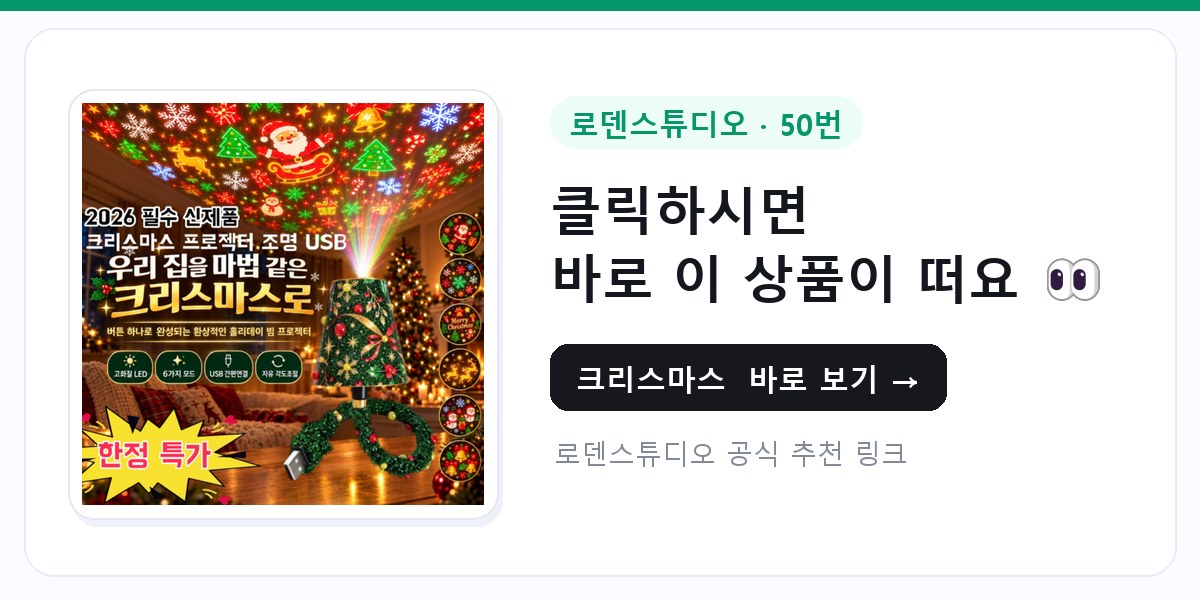 로덴스튜디오 · 50번
클릭하시면
바로 이 상품이 떠요 👀
크리스마스 바로 보기 →
로덴스튜디오 공식 추천 링크
2026 필수 신제품
크리스마스 프로젝터 조명 USB
우리 집을 마법 같은
크리스마스로
버튼 하나로 완성되는 환상적인 홀리데이 빔 프로젝터
고화질 LED
6가지 모드
USB 간편연결
자유 각도조절
한정 특가
Merry
Christmas